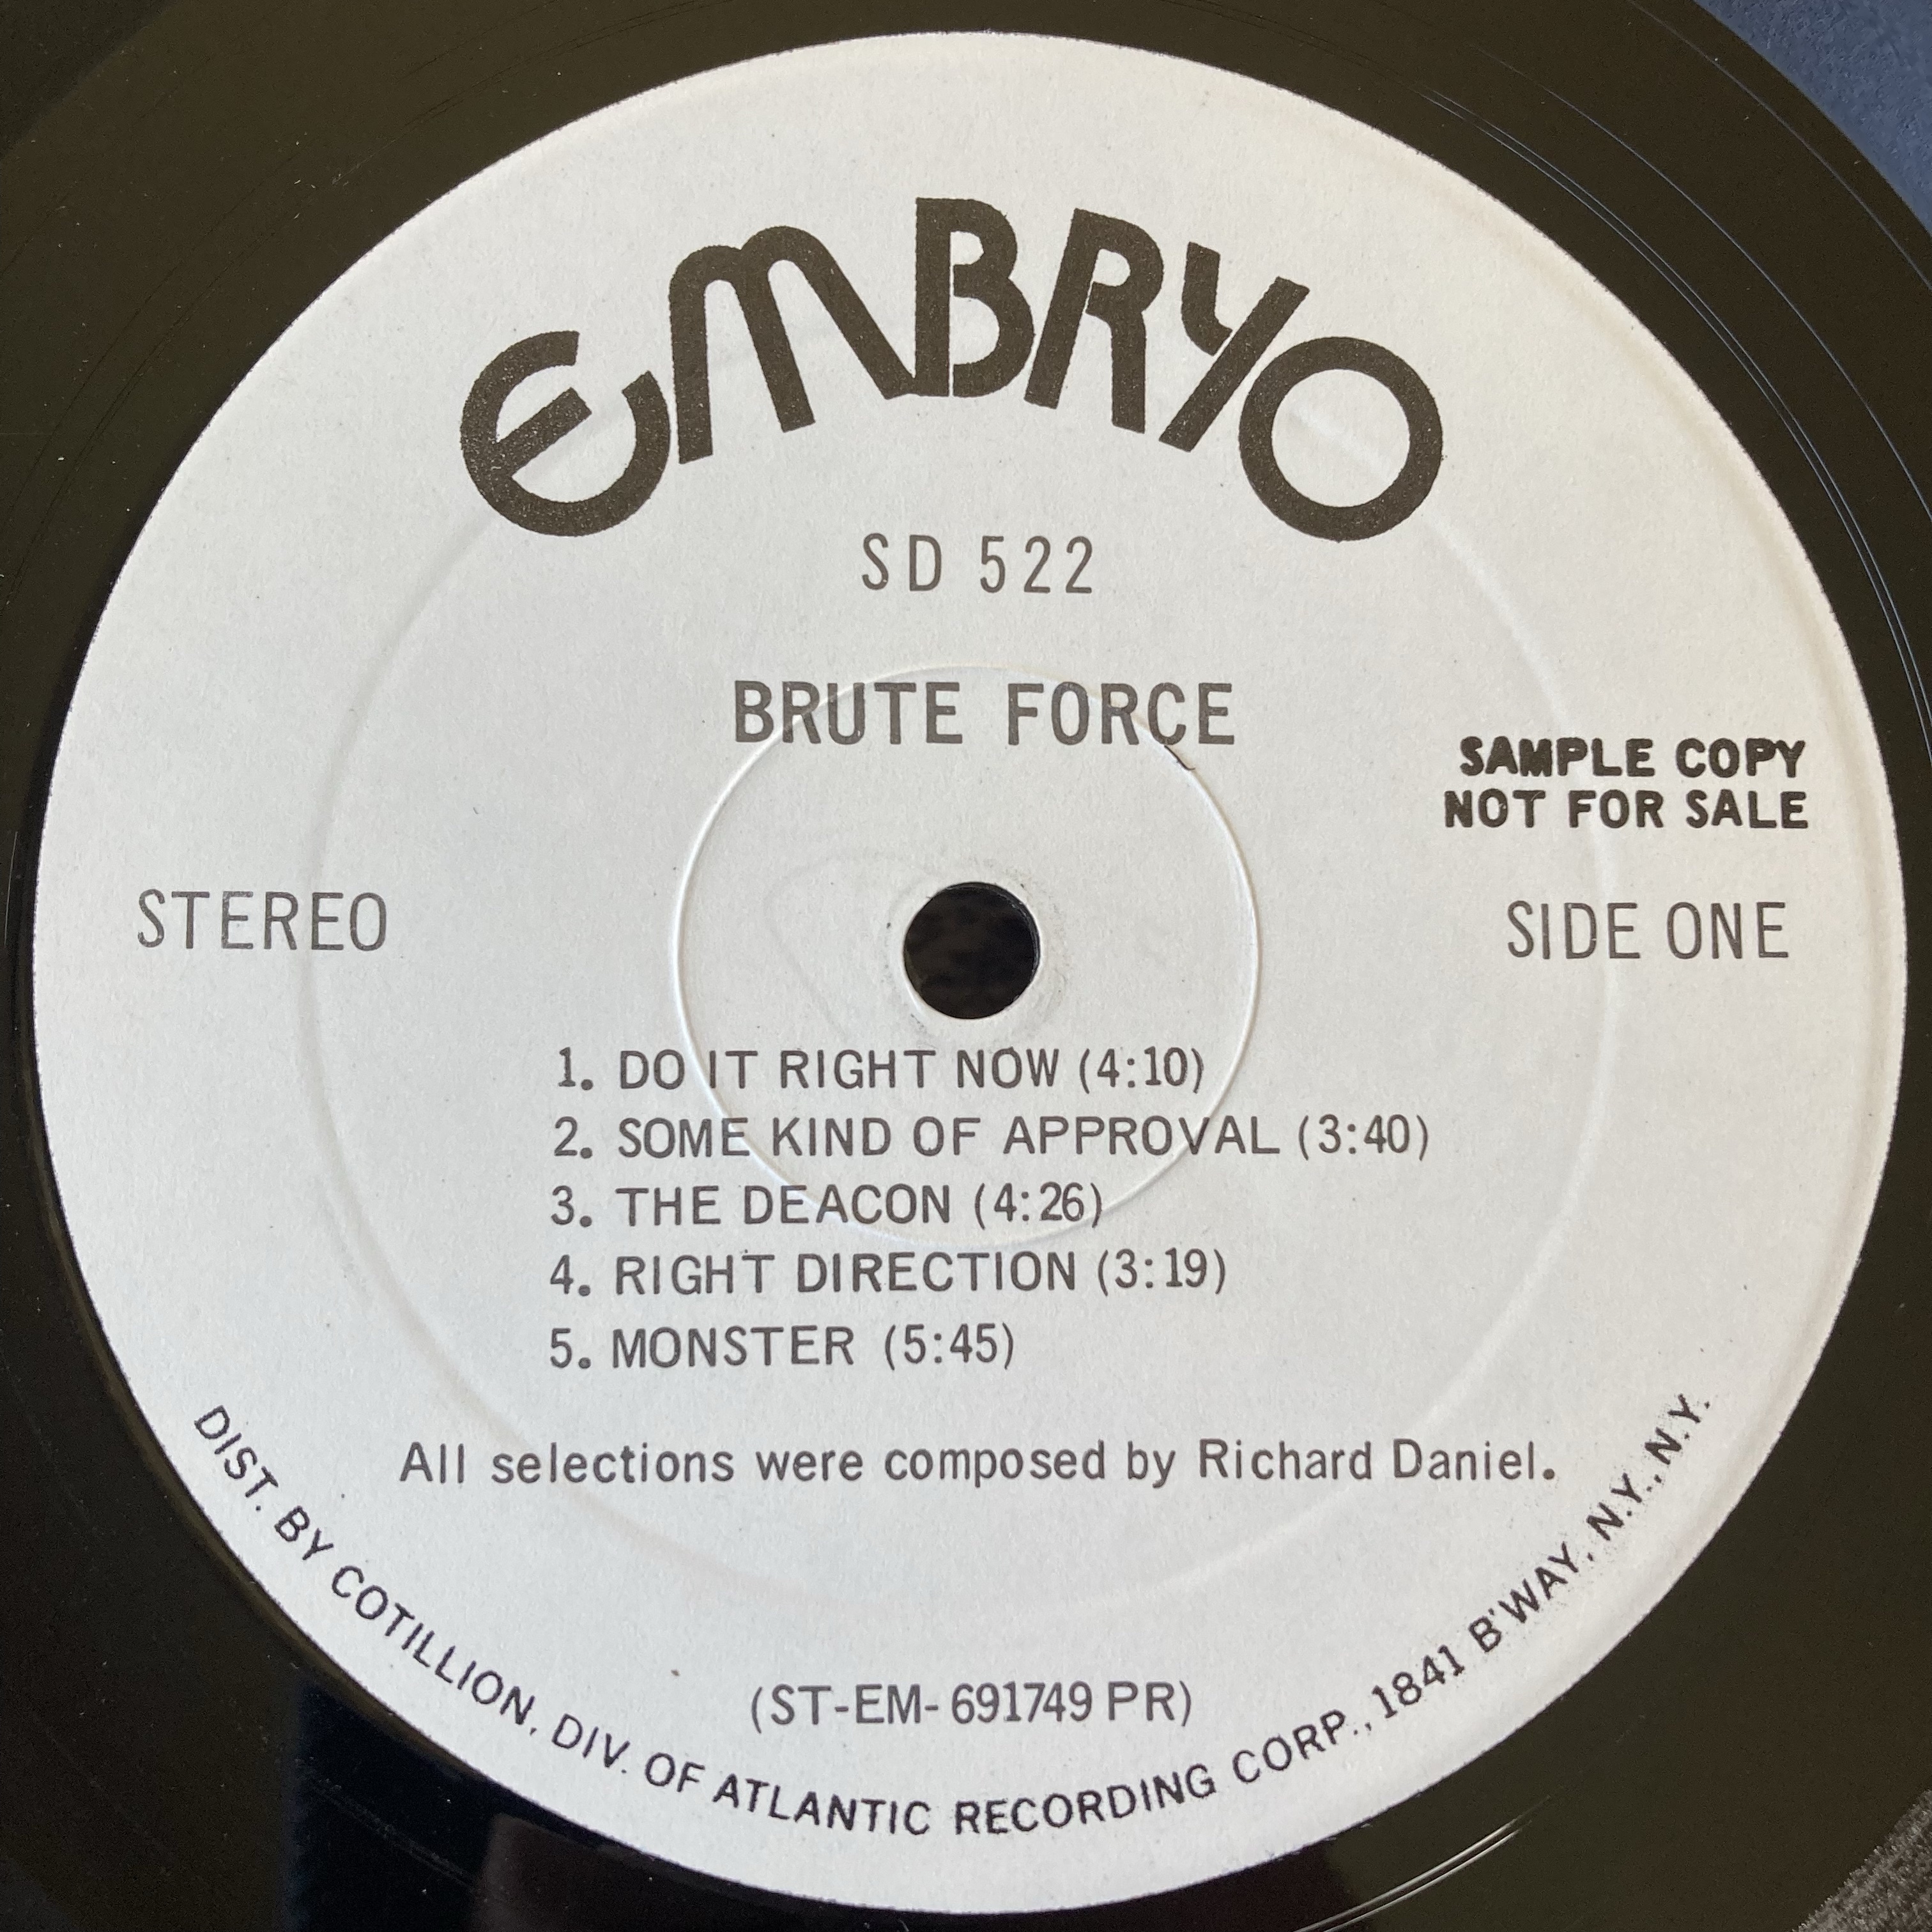 EMBRYO
SD 522
BRUTE FORCE
SAMPLE COPY
NOT FOR SALE
STEREO
SIDE ONE
1. DO IT RIGHT NOW (4:10)
2. SOME KIND OF APPROVAL (3:40)
3. THE DEACON (4:26)
4. RIGHT DIRECTION (3:19)
5. MONSTER (5:45)
All selections were composed by Richard Daniel.
(ST-EM-691749 PR)
DIST. BY COTILLION, DIV. OF ATLANTIC RECORDING CORP., 1841 B'WAY, N.Y., N.Y.